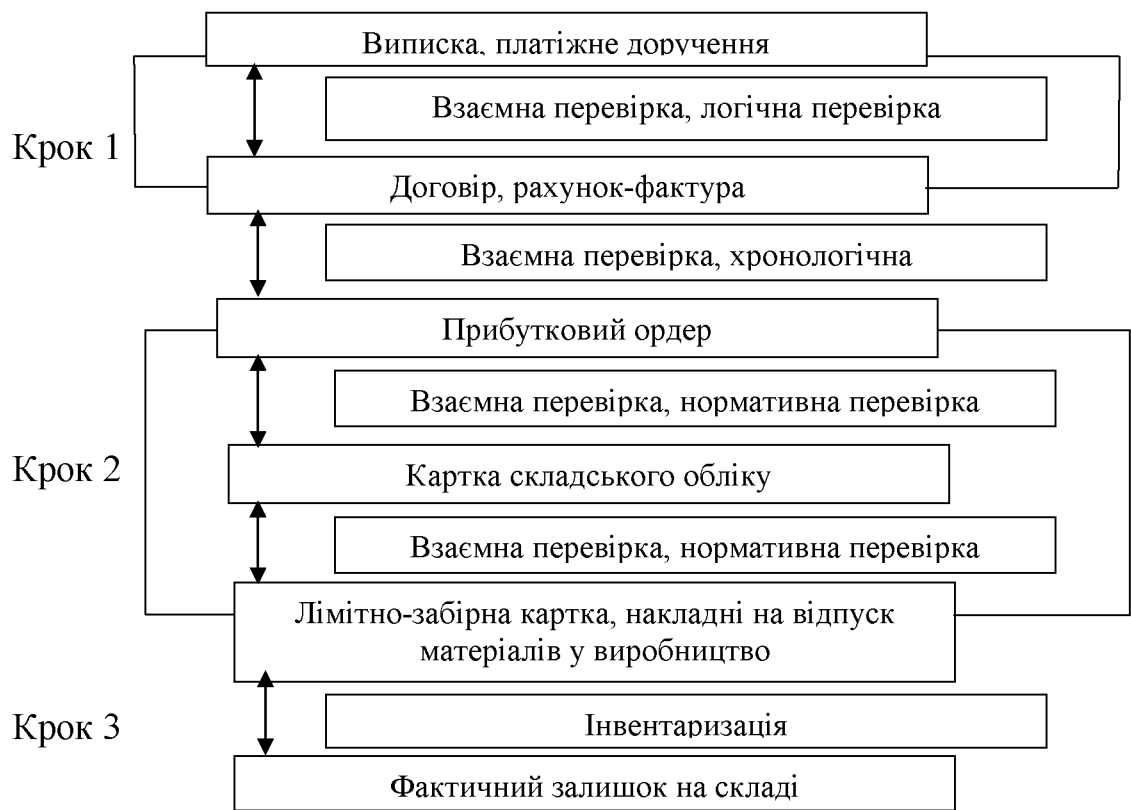 Виписка, платіжне доручення
Взаємна перевірка, логічна перевірка
Крок 1
Договір, рахунок-фактура
Взаємна перевірка, хронологічна
Прибутковий ордер
Взаємна перевірка, нормативна перевірка
Крок 2
Картка складського обліку
Взаємна перевірка, нормативна перевірка
Лімітно-забірна картка, накладні на відпуск
матеріалів у виробництво
Крок 3
Інвентаризація
Фактичний залишок на складі